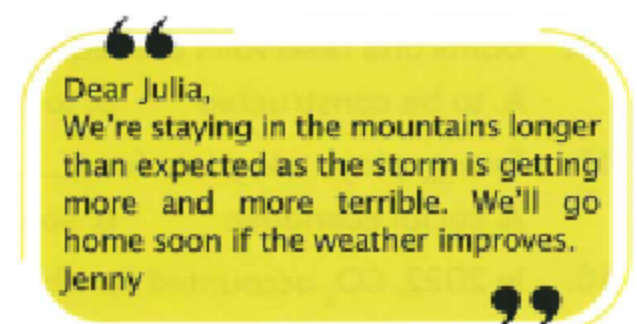 Dear Julia,
We're staying in the mountains longer
than expected as the storm is getting
more and more terrible. We'll go
home soon if the weather improves.
Jenny